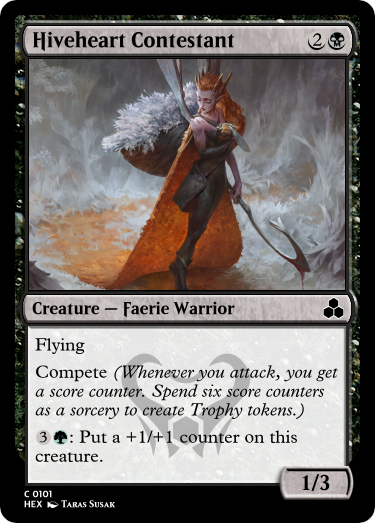 Hiveheart Contestant 2
Creature — Faerie Warrior
Flying
Compete (Whenever you attack, you get
a score counter. Spend six score counters
as a sorcery to create Trophy tokens.)
3 : Put a +1/+1 counter on this
creature.
1/3
C 0101
HEX Taras Susak